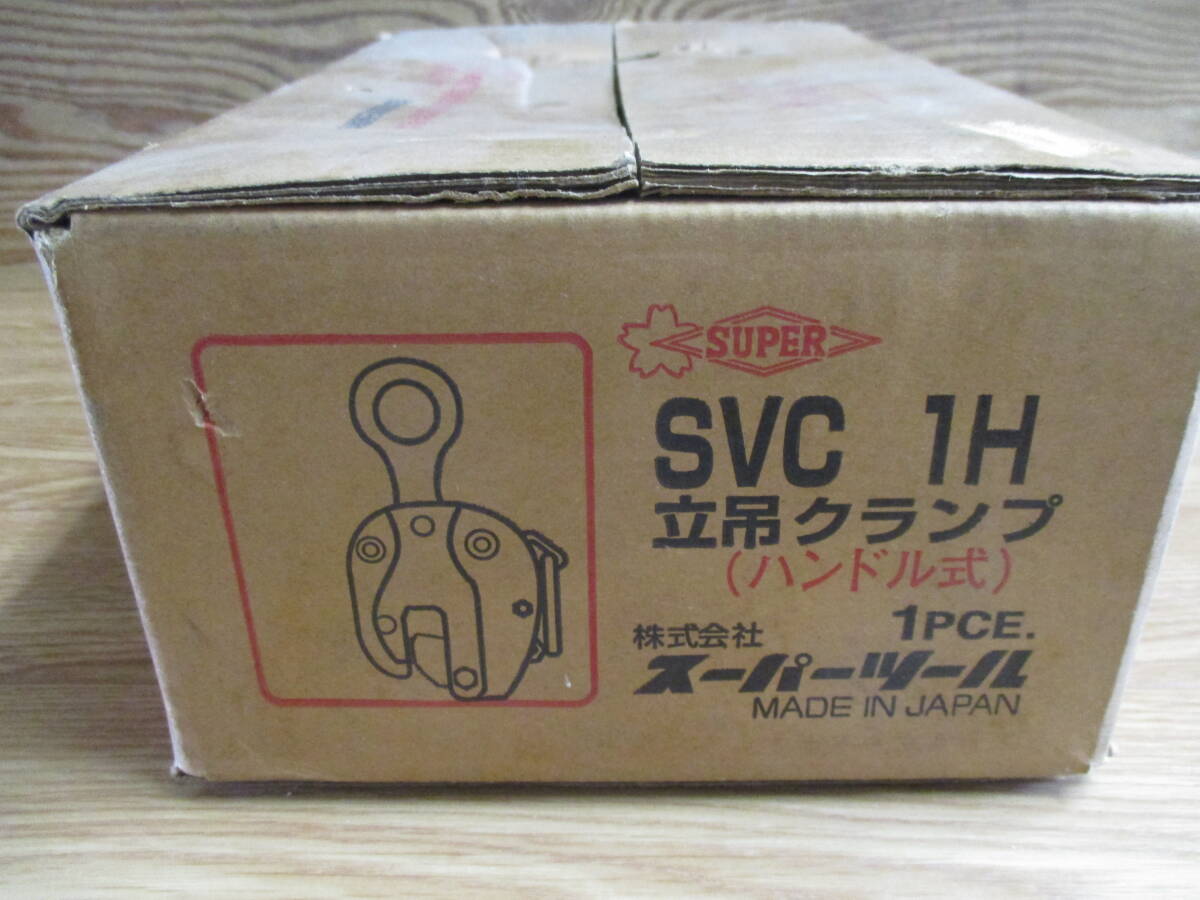 SUPER
SVC 1H
立吊クランプ
(ハンドル式)
1PCE.
株式会社
スーパーツール
MADE IN JAPAN